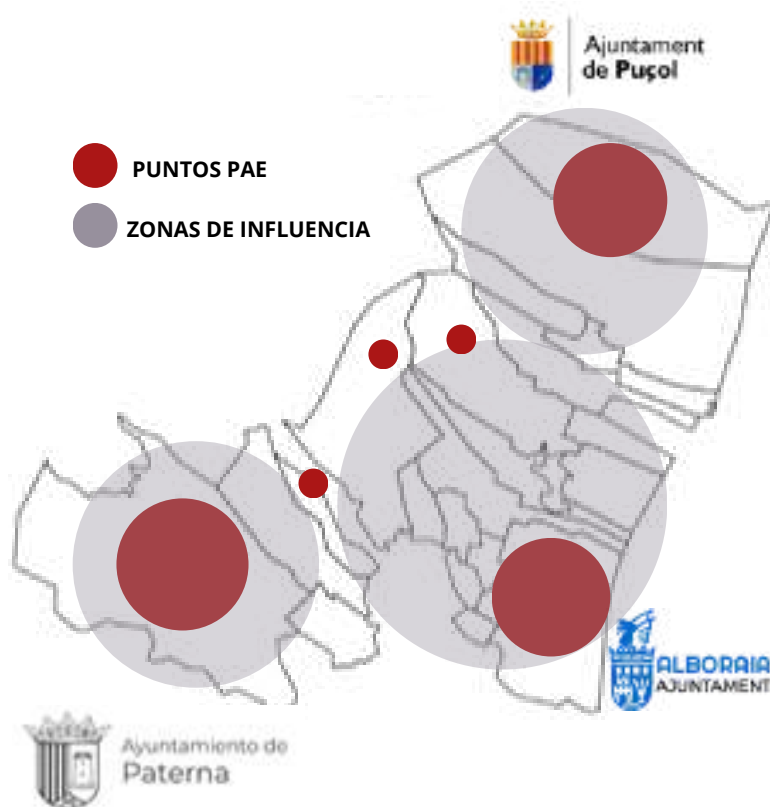 Ajuntament
de Puçol
PUNTOS PAE
ZONAS DE INFLUENCIA
ALBORAIA
AJUNTAMENT
Ayuntamiento de
Paterna